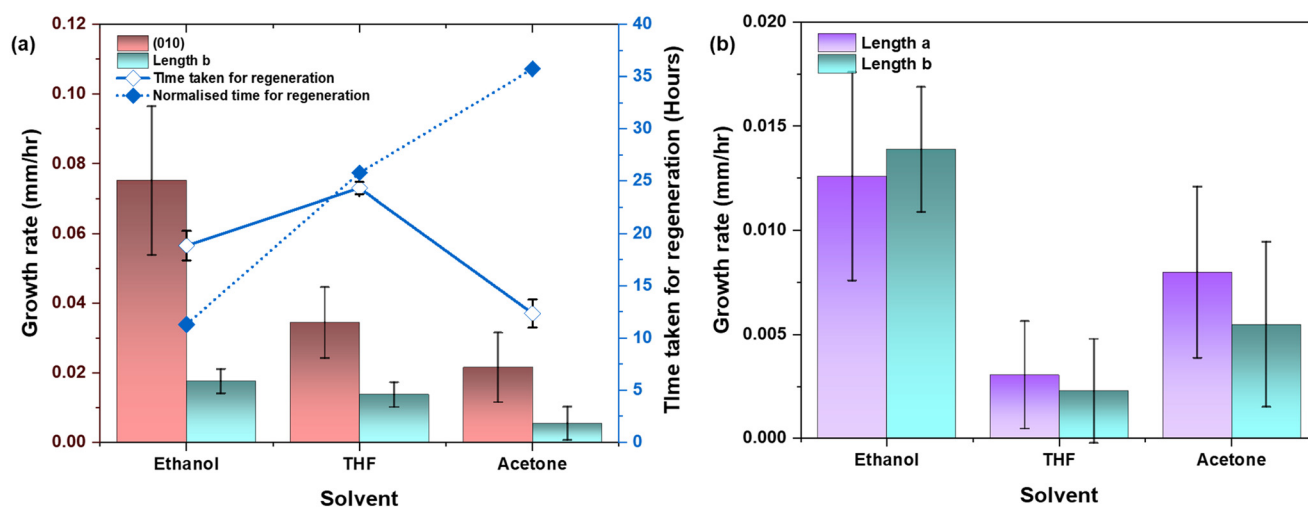 (a)
(010)
Length b
Time taken for regeneration
Normalised time for regeneration
Growth rate (mm/hr)
0.12
0.10
0.08
0.06
0.04
0.02
0.00
Time taken for regeneration (Hours)
40
35
30
25
20
15
10
5
0
Ethanol
THF
Acetone
Solvent
(b)
Length a
Length b
Growth rate (mm/hr)
0.020
0.015
0.010
0.005
0.000
Ethanol
THF
Acetone
Solvent